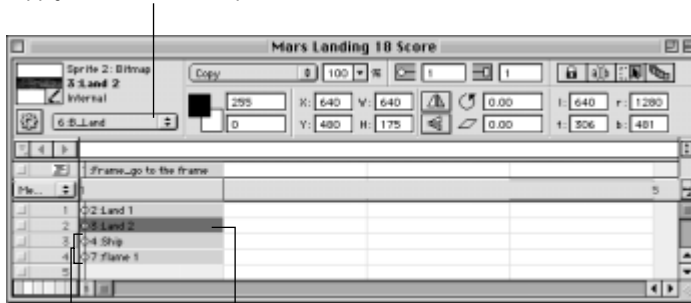 Mars Landing 18 Score
Sprite 2: Bitmap
3:Land 2
Internal
Copy 100 % 1 1
6:B_Land
255 X: 640 W: 640 0.00 l: 640 r: 1280
0 Y: 480 H: 175 0.00 t: 306 b: 481
1:Frame_go to the frame
Me... 1 5
1 2:Land 1
2 3:Land 2
3 4:Ship
4 7:flame 1
5